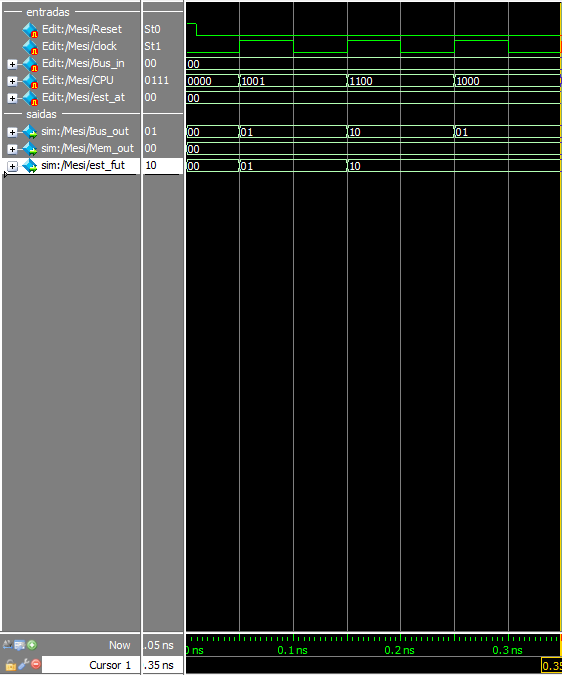 entradas
Edit:/Mesi/Reset St0
Edit:/Mesi/clock St1
Edit:/Mesi/Bus_in 00 00
Edit:/Mesi/CPU 0111 0000 1001 1100 1000
Edit:/Mesi/est_at 00 00
saidas
sim:/Mesi/Bus_out 01 00 01 10 01
sim:/Mesi/Mem_out 00 00
sim:/Mesi/est_fut 10 00 01 10
Now .05 ns 0 ns 0.1 ns 0.2 ns 0.3 ns
Cursor 1 .35 ns 0.35